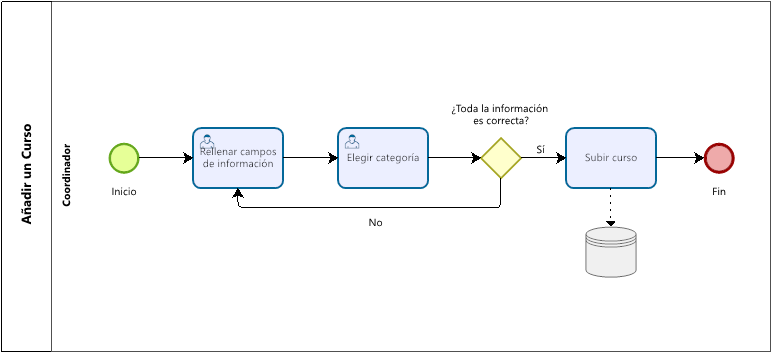 Añadir un Curso
Coordinador
Inicio
Rellenar campos
de información
Elegir categoría
¿Toda la información
es correcta?
Sí
No
Subir curso
Fin